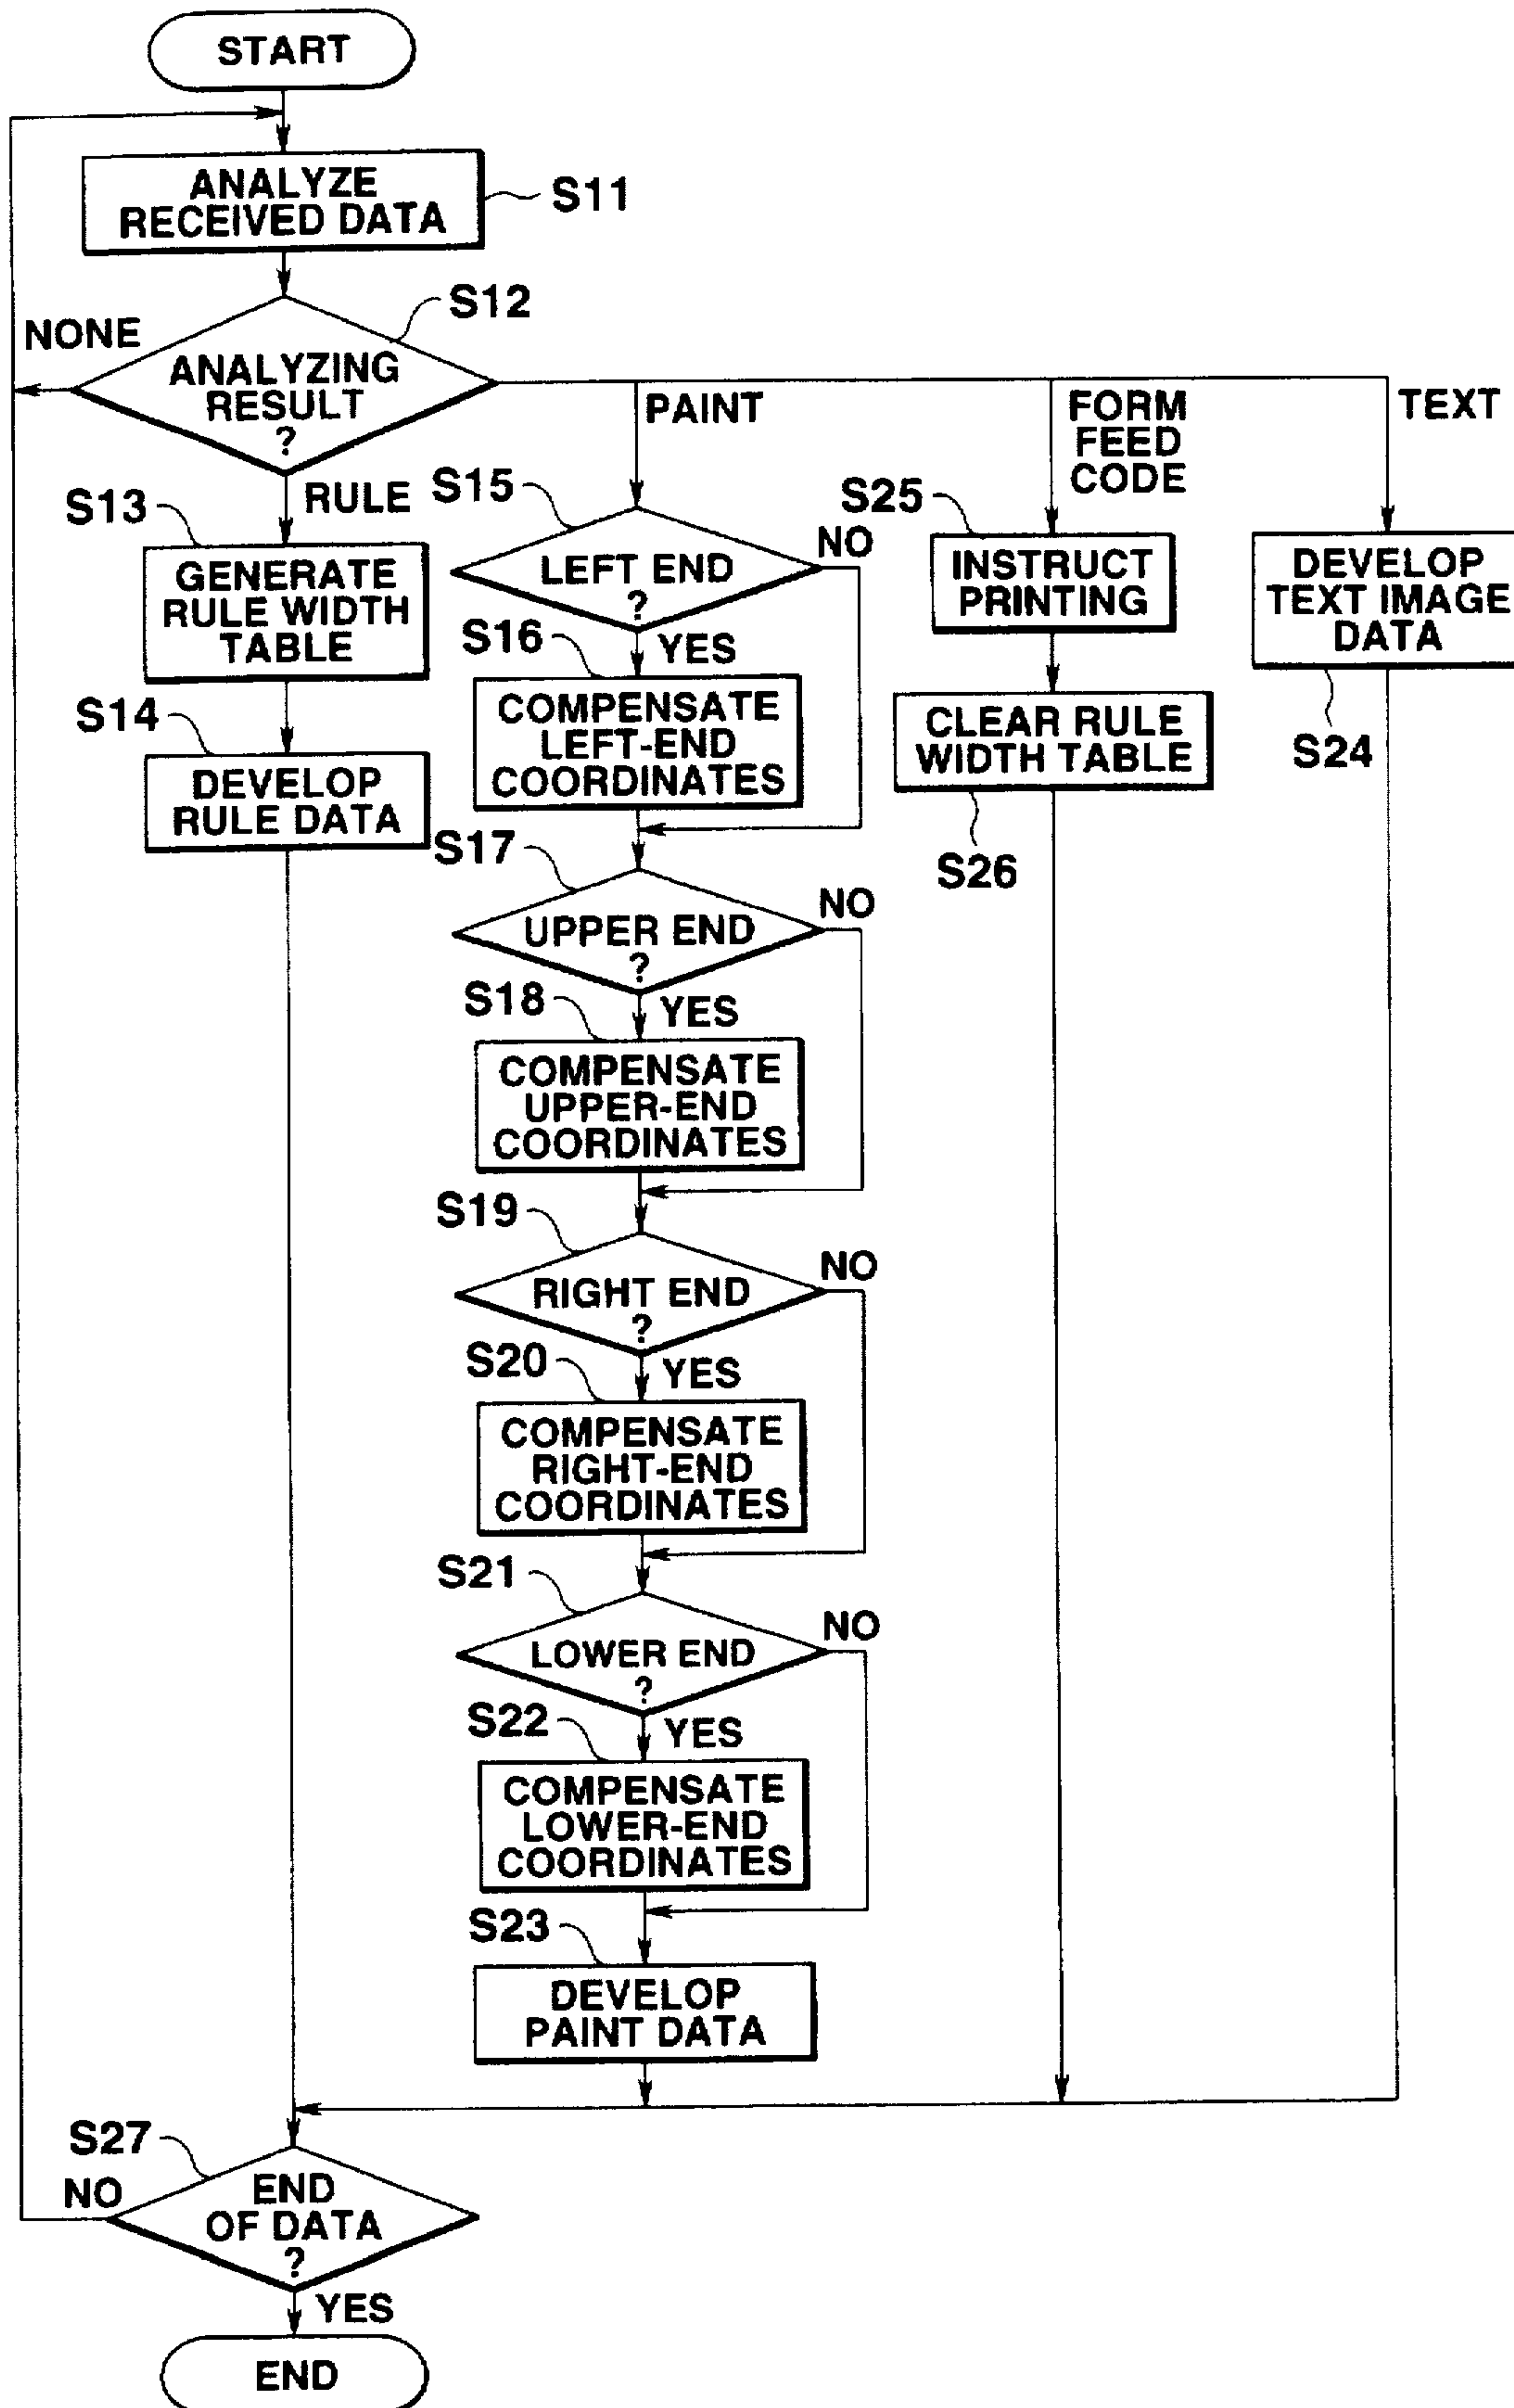 START
ANALYZE
RECEIVED DATA
S11
S12
NONE
ANALYZING
RESULT
?
PAINT
FORM
FEED
CODE
TEXT
RULE
S13
GENERATE
RULE WIDTH
TABLE
S14
DEVELOP
RULE DATA
S15
LEFT END
?
NO
YES
S16
COMPENSATE
LEFT-END
COORDINATES
S17
UPPER END
?
NO
YES
S18
COMPENSATE
UPPER-END
COORDINATES
S19
RIGHT END
?
NO
YES
S20
COMPENSATE
RIGHT-END
COORDINATES
S21
LOWER END
?
NO
YES
S22
COMPENSATE
LOWER-END
COORDINATES
S23
DEVELOP
PAINT DATA
S25
INSTRUCT
PRINTING
CLEAR RULE
WIDTH TABLE
S26
DEVELOP
TEXT IMAGE
DATA
S24
S27
END
OF DATA
?
NO
YES
END